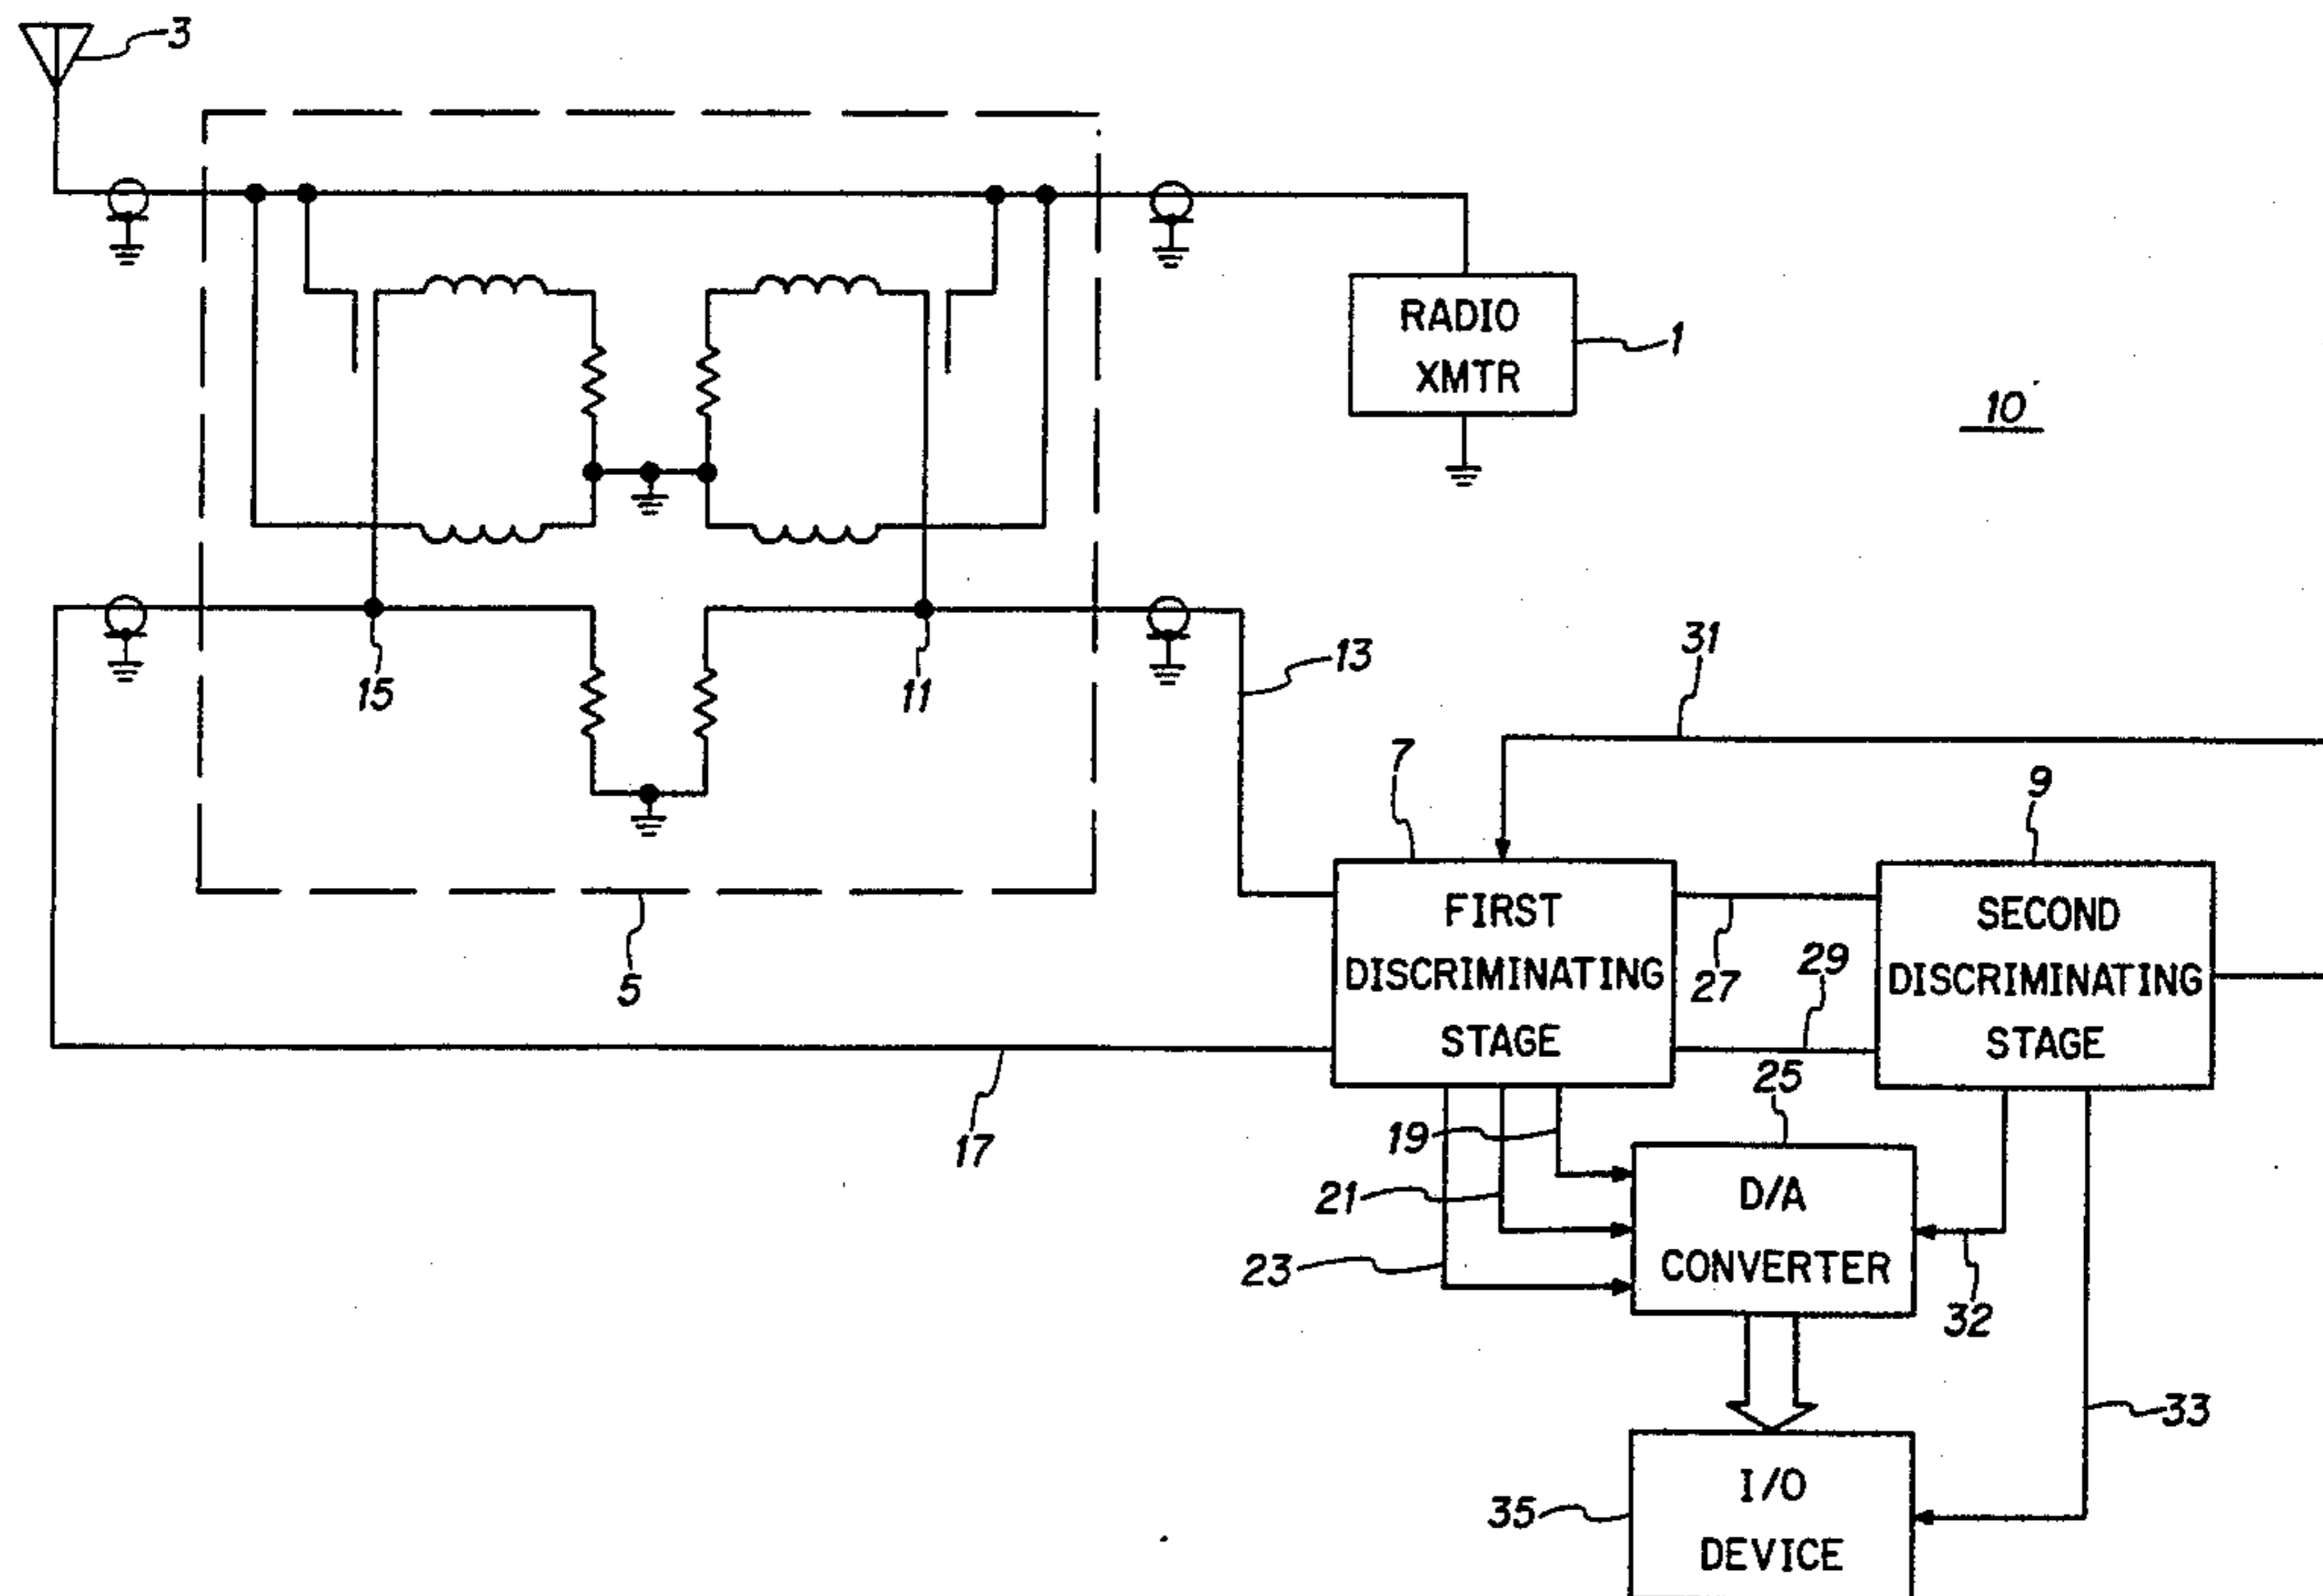 3
RADIO
XMTR
1
10
15
11
13
31
7
9
5
FIRST
DISCRIMINATING
STAGE
27
29
SECOND
DISCRIMINATING
STAGE
17
19
21
23
25
D/A
CONVERTER
32
33
35
I/O
DEVICE